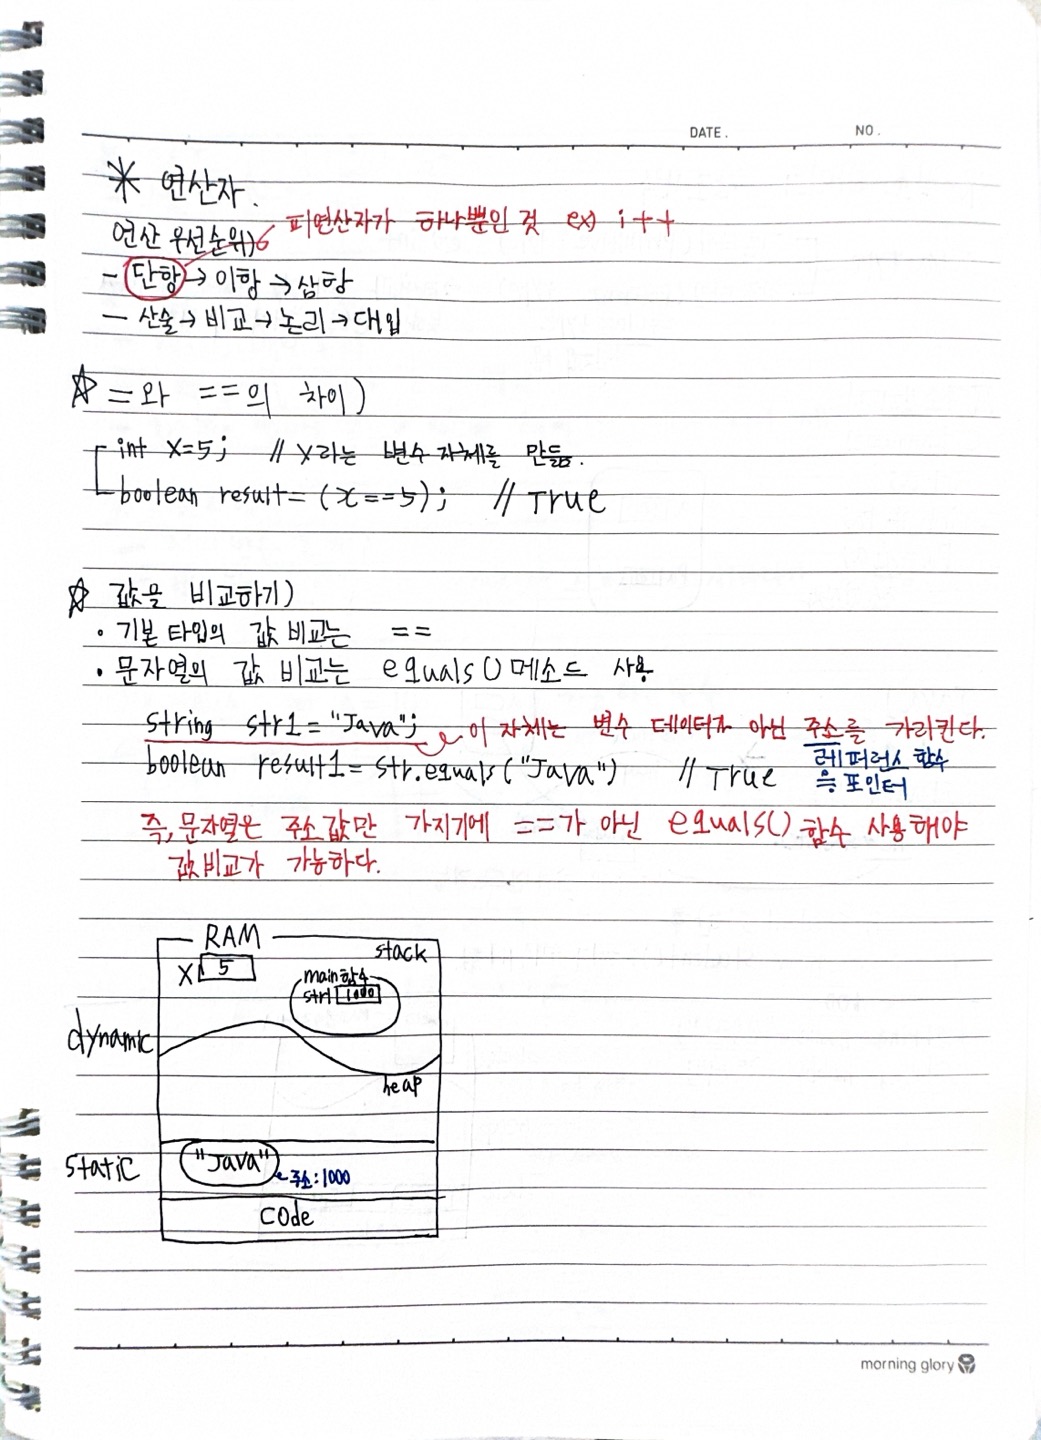 DATE.
NO.
* 연산자.
연산 우선순위)
피연산자가 하나뿐인 것 ex) i++
- 단항→이항→삼항
- 산술→비교→논리→대입
☆ =와 ==의 차이)
int x=5; // x라는 변수 자체를 만듦.
boolean result= (x==5); // True
☆ 값을 비교하기)
• 기본타입의 값 비교는 ==
• 문자열의 값 비교는 equals()메소드 사용
String str1="Java"; 이 자체는 변수 데이터가 아닌 주소를 가리킨다.
boolean result1= str.equals("Java") // True
레퍼런스 함수
≒ 포인터
즉, 문자열은 주소값만 가지기에 ==가 아닌 equals() 함수 사용해야
값비교가 가능하다.
RAM
stack
x 5
main함수
str1 1000
dynamic
heap
static
"Java"
주소:1000
code
morning glory